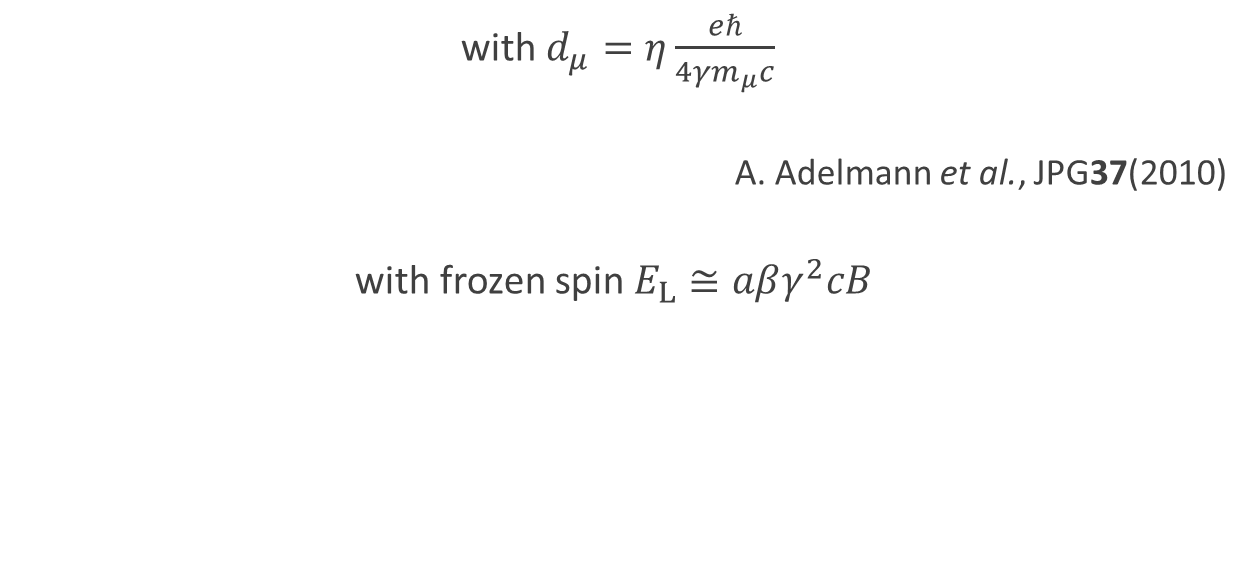 with 𝑑_𝜇 = 𝜂 𝑒ℏ/4𝛾𝑚_𝜇𝑐
A. Adelmann et al., JPG37(2010)
with frozen spin 𝐸_L ≅ 𝑎𝛽𝛾²𝑐𝐵